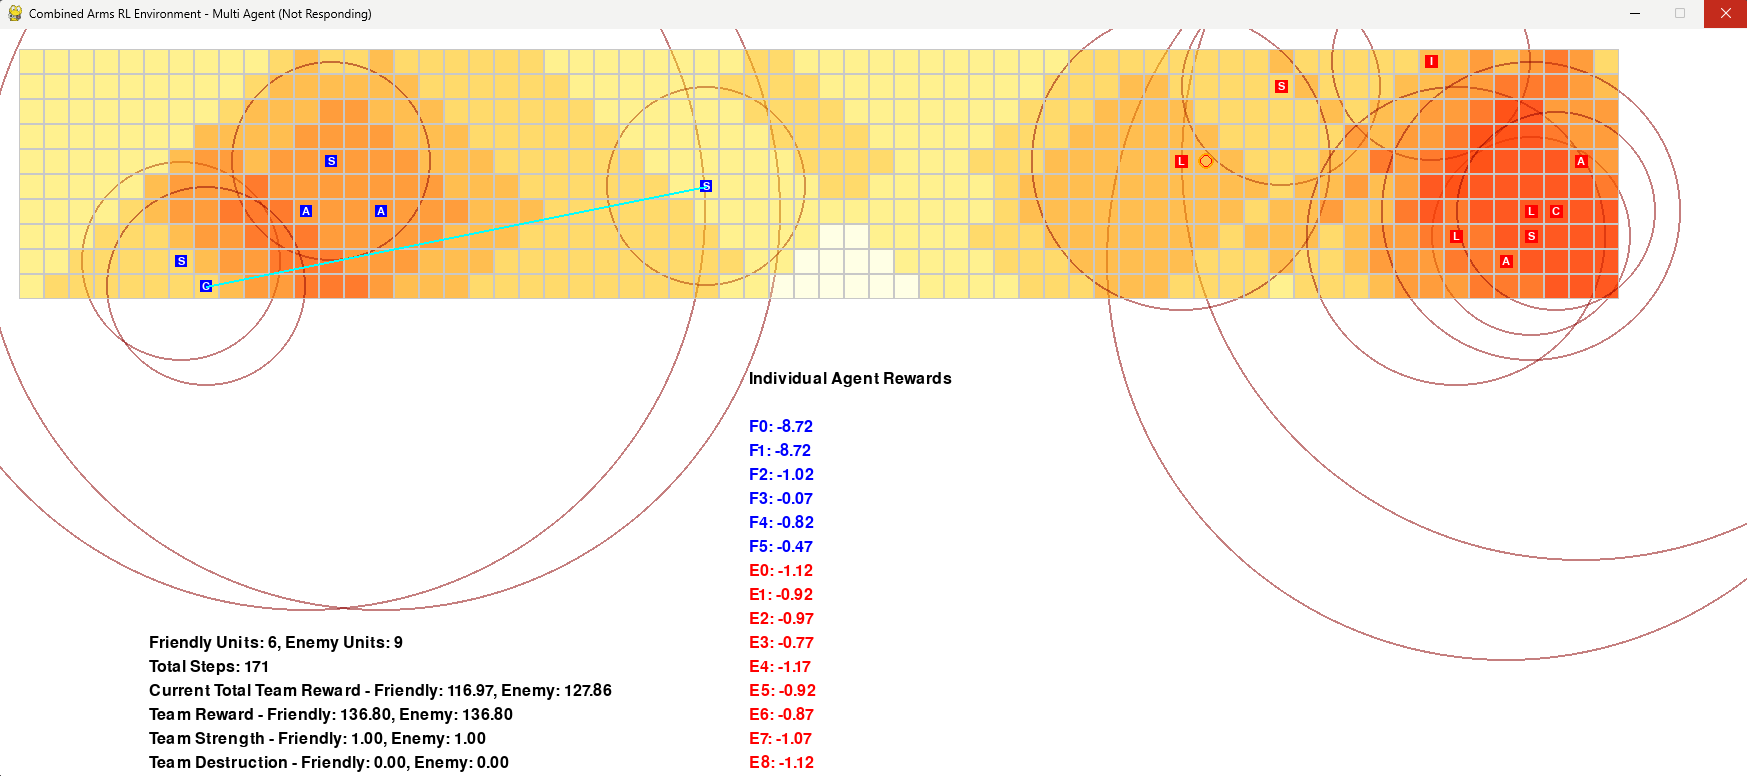 Combined Arms RL Environment - Multi Agent (Not Responding)
I
S
S
L
A
S
A
A
L
C
L
S
S
A
G
Individual Agent Rewards
F0: -8.72
F1: -8.72
F2: -1.02
F3: -0.07
F4: -0.82
F5: -0.47
E0: -1.12
E1: -0.92
E2: -0.97
E3: -0.77
E4: -1.17
E5: -0.92
E6: -0.87
E7: -1.07
E8: -1.12
Friendly Units: 6, Enemy Units: 9
Total Steps: 171
Current Total Team Reward - Friendly: 116.97, Enemy: 127.86
Team Reward - Friendly: 136.80, Enemy: 136.80
Team Strength - Friendly: 1.00, Enemy: 1.00
Team Destruction - Friendly: 0.00, Enemy: 0.00